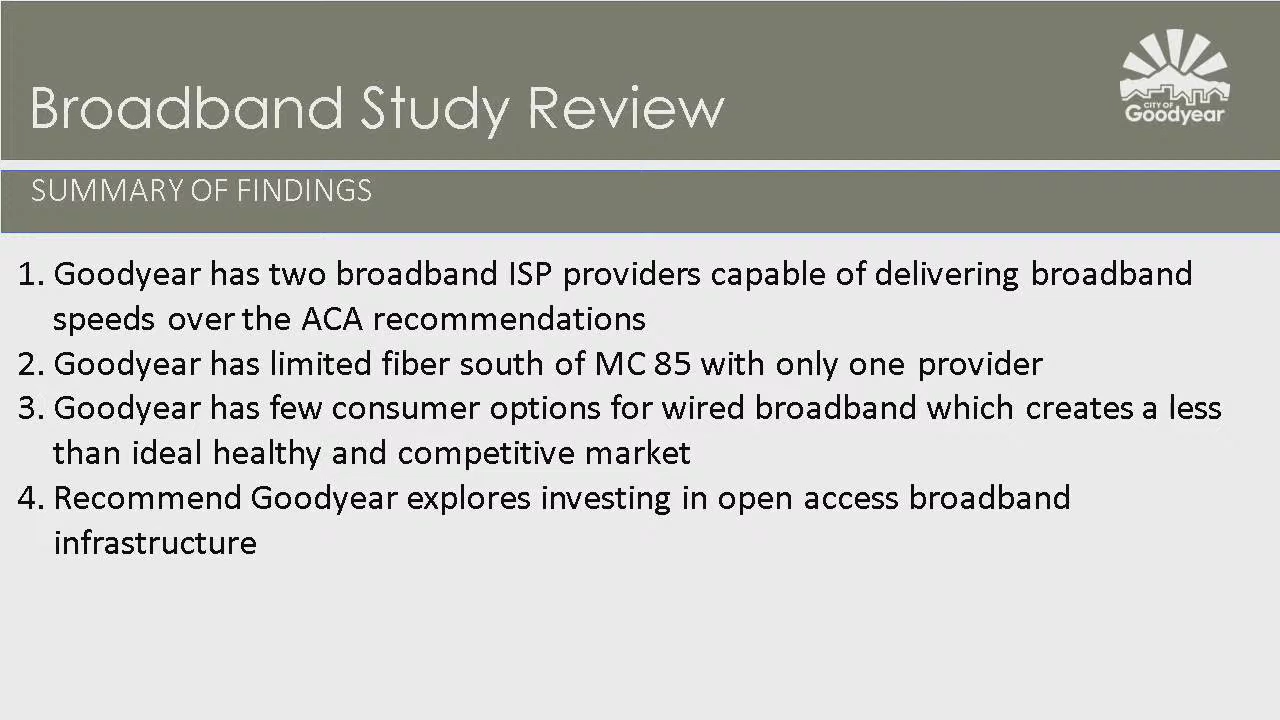 Broadband Study Review
CITY OF
Goodyear
SUMMARY OF FINDINGS
1. Goodyear has two broadband ISP providers capable of delivering broadband
speeds over the ACA recommendations
2. Goodyear has limited fiber south of MC 85 with only one provider
3. Goodyear has few consumer options for wired broadband which creates a less
than ideal healthy and competitive market
4. Recommend Goodyear explores investing in open access broadband
infrastructure